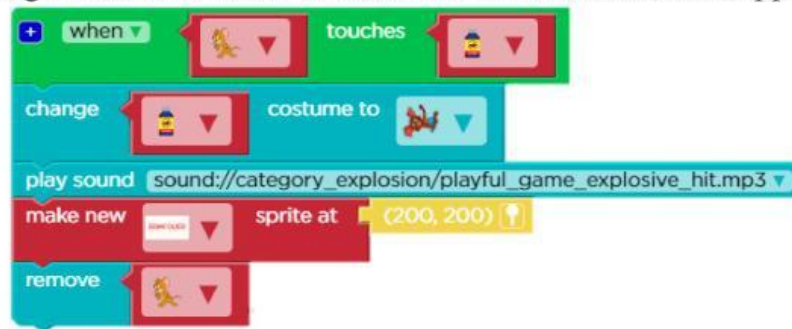 when touches
change costume to
play sound sound://category_explosion/playful_game_explosive_hit.mp3
make new sprite at (200, 200)
remove